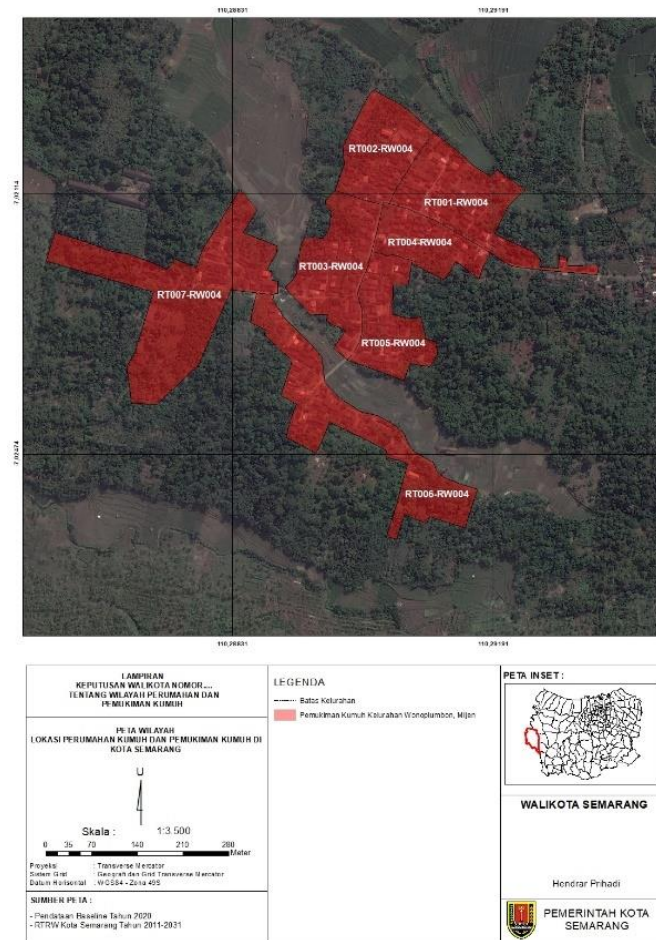 110,28831
110,29191
7,02114
RT002-RW004
RT001-RW004
RT004-RW004
RT003-RW004
RT007-RW004
RT005-RW004
7,02474
RT006-RW004
110,28831
110,29191
LAMPIRAN
KEPUTUSAN WALIKOTA NOMOR....
TENTANG WILAYAH PERUMAHAN DAN
PEMUKIMAN KUMUH
PETA WILAYAH
LOKASI PERUMAHAN KUMUH DAN PEMUKIMAN KUMUH DI
KOTA SEMARANG
U
Skala : 1:3.500
0 35 70 140 210 280
Meter
Proyeksi : Transverse Mercator
Sistem Grid : Geografi dan Grid Transverse Mercator
Datum Horisontal : WGS84 - Zona 49S
SUMBER PETA :
- Pendataan Baseline Tahun 2020
- RTRW Kota Semarang Tahun 2011-2031
LEGENDA
Batas Kelurahan
Pemukiman Kumuh Kelurahan Wonoplumbon, Mijen
PETA INSET :
WALIKOTA SEMARANG
Hendrar Prihadi
PEMERINTAH KOTA
SEMARANG